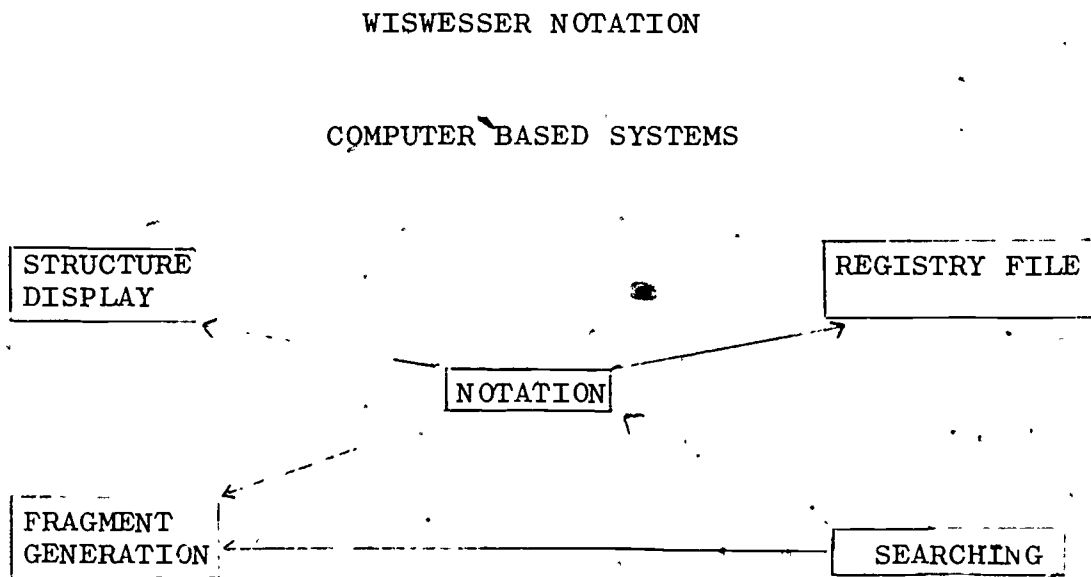 WISWESSER NOTATION
COMPUTER BASED SYSTEMS
STRUCTURE
DISPLAY
REGISTRY FILE
NOTATION
FRAGMENT
GENERATION
SEARCHING